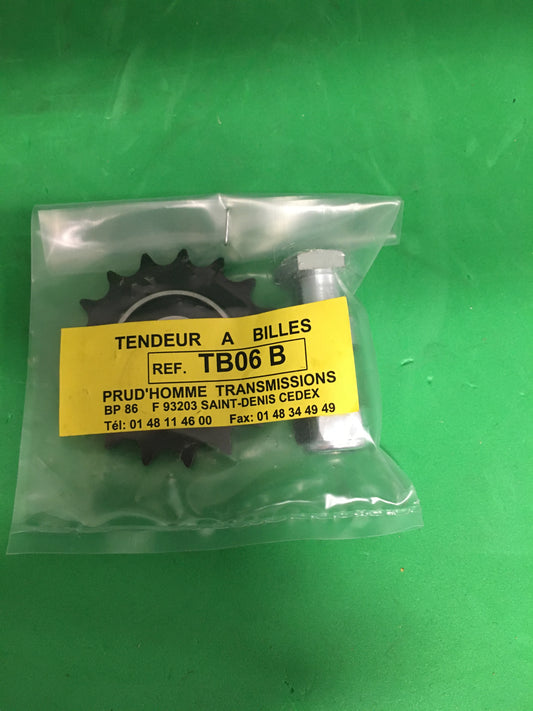 TENDEUR A BILLES
REF. TB06 B
PRUD'HOMME TRANSMISSIONS
BP 86 F 93203 SAINT-DENIS CEDEX
Tél: 01 48 11 46 00 Fax: 01 48 34 49 49